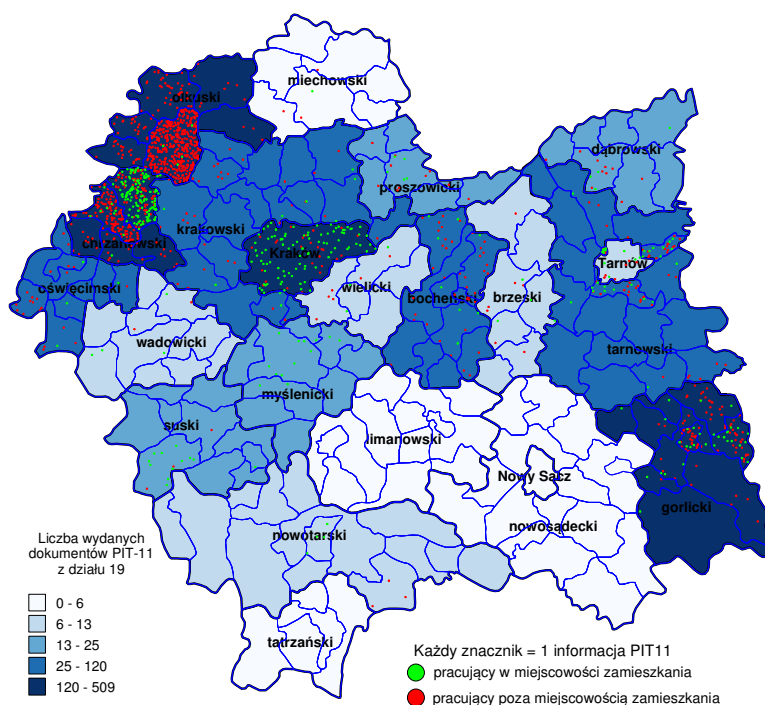 miechowski
olkuski
dąbrowski
proszowicki
krakowski
chrzanowski
Kraków
Tarnów
wielicki
oświęcimski
bocheński
brzeski
wadowicki
tarnowski
myślenicki
suski
limanowski
Nowy Sącz
gorlicki
nowosądecki
nowotarski
tatrzański
Liczba wydanych
dokumentów PIT-11
z działu 19
0 - 6
6 - 13
13 - 25
25 - 120
120 - 509
Każdy znacznik = 1 informacja PIT11
pracujący w miejscowości zamieszkania
pracujący poza miejscowością zamieszkania